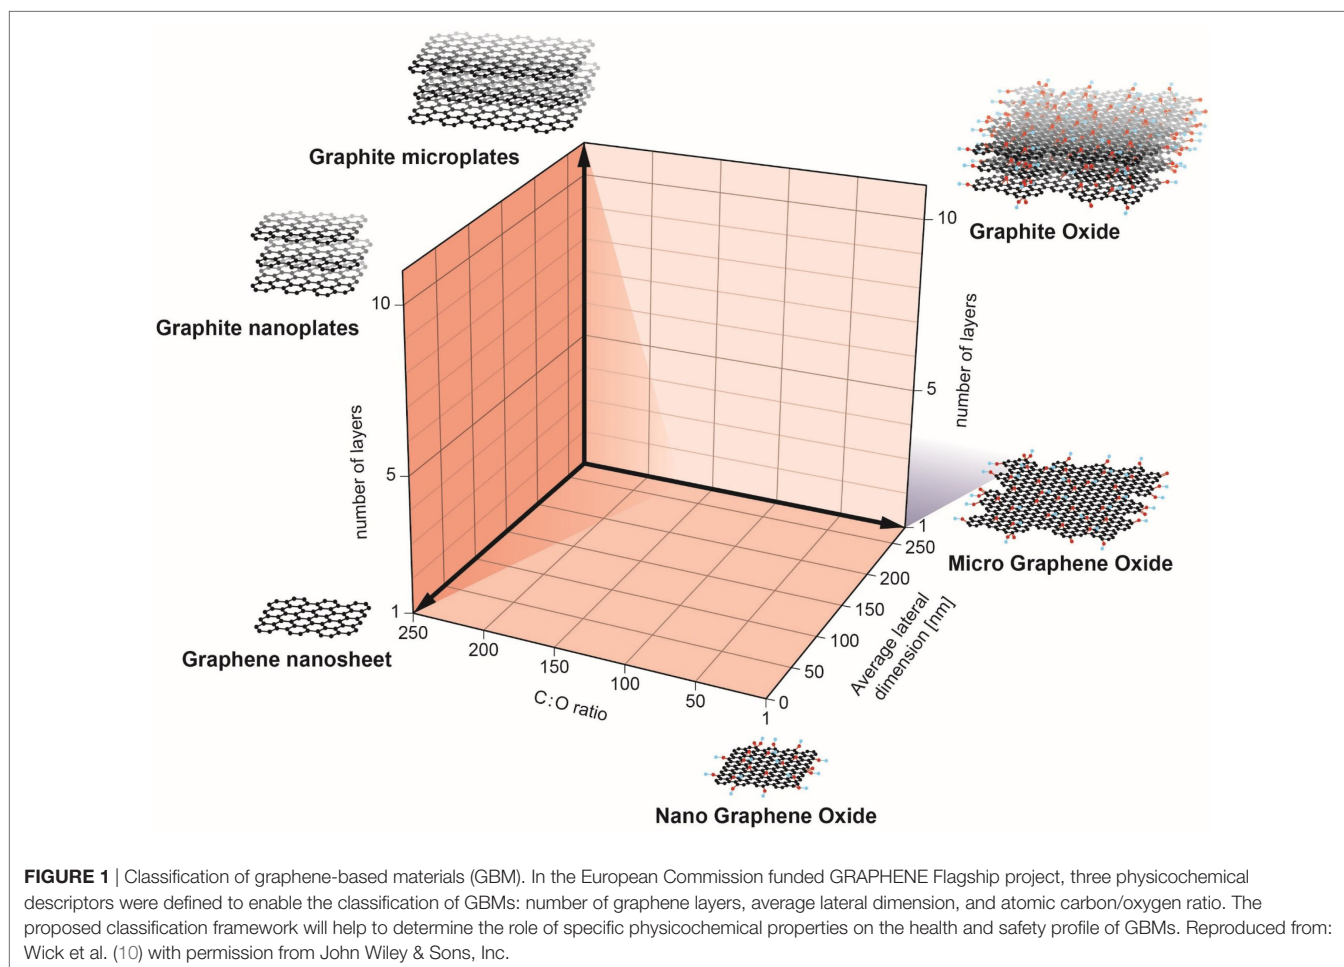 Graphite microplates
Graphite Oxide
Graphite nanoplates
10
5
1
number of layers
10
5
1
number of layers
Micro Graphene Oxide
Graphene nanosheet
250
200
150
100
50
1
C:O ratio
250
200
150
100
50
0
Average lateral
dimension [nm]
Nano Graphene Oxide
FIGURE 1 | Classification of graphene-based materials (GBM). In the European Commission funded GRAPHENE Flagship project, three physicochemical
descriptors were defined to enable the classification of GBMs: number of graphene layers, average lateral dimension, and atomic carbon/oxygen ratio. The
proposed classification framework will help to determine the role of specific physicochemical properties on the health and safety profile of GBMs. Reproduced from:
Wick et al. (10) with permission from John Wiley & Sons, Inc.